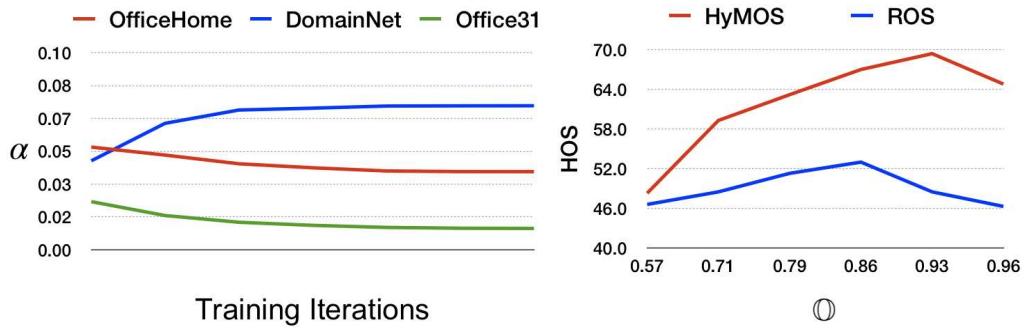 OfficeHome DomainNet Office31
0.10
0.08
0.07
α 0.05
0.03
0.02
0.00
Training Iterations
HyMOS ROS
70.0
64.0
58.0
HOS
52.0
46.0
40.0
0.57 0.71 0.79 0.86 0.93 0.96
𝕆